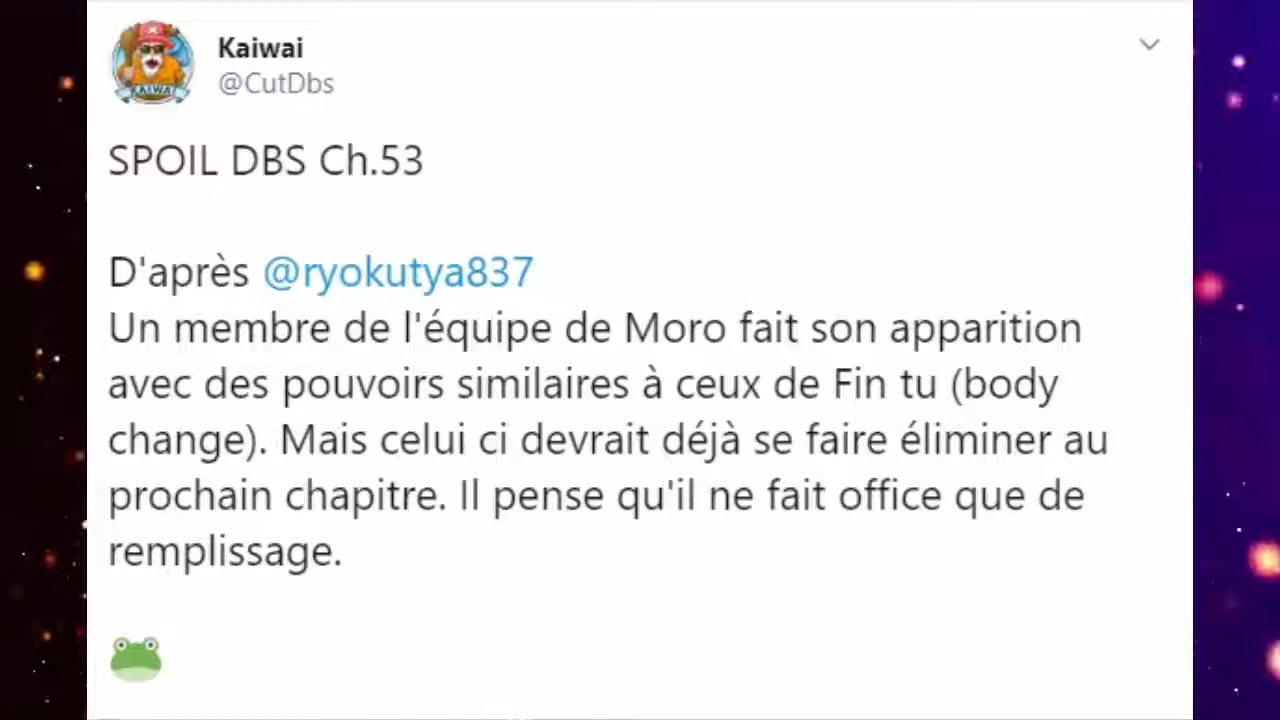 Kaiwai
@CutDbs
SPOIL DBS Ch.53
D'après @ryokutya837
Un membre de l'équipe de Moro fait son apparition
avec des pouvoirs similaires à ceux de Fin tu (body
change). Mais celui ci devrait déjà se faire éliminer au
prochain chapitre. Il pense qu'il ne fait office que de
remplissage.
KAIWAI